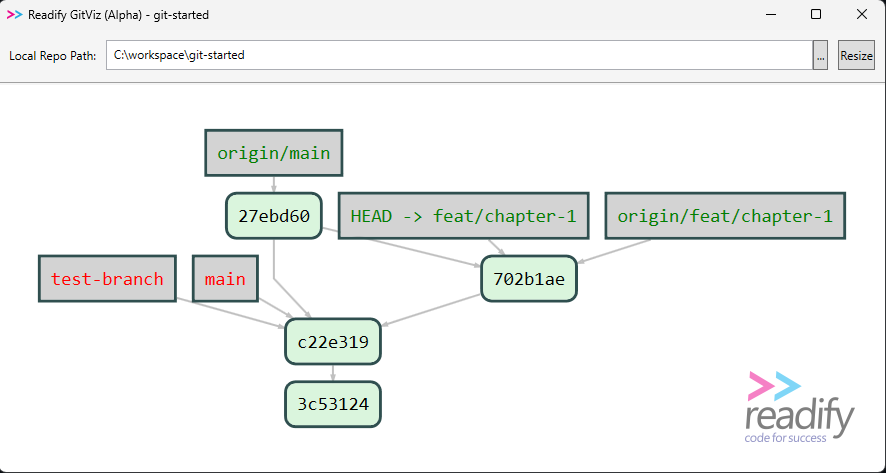 Readify GitViz (Alpha) - git-started
Local Repo Path: C:\workspace\git-started ... Resize
origin/main
27ebd60 HEAD -> feat/chapter-1 origin/feat/chapter-1
test-branch main 702b1ae
c22e319
3c53124
readify
code for success